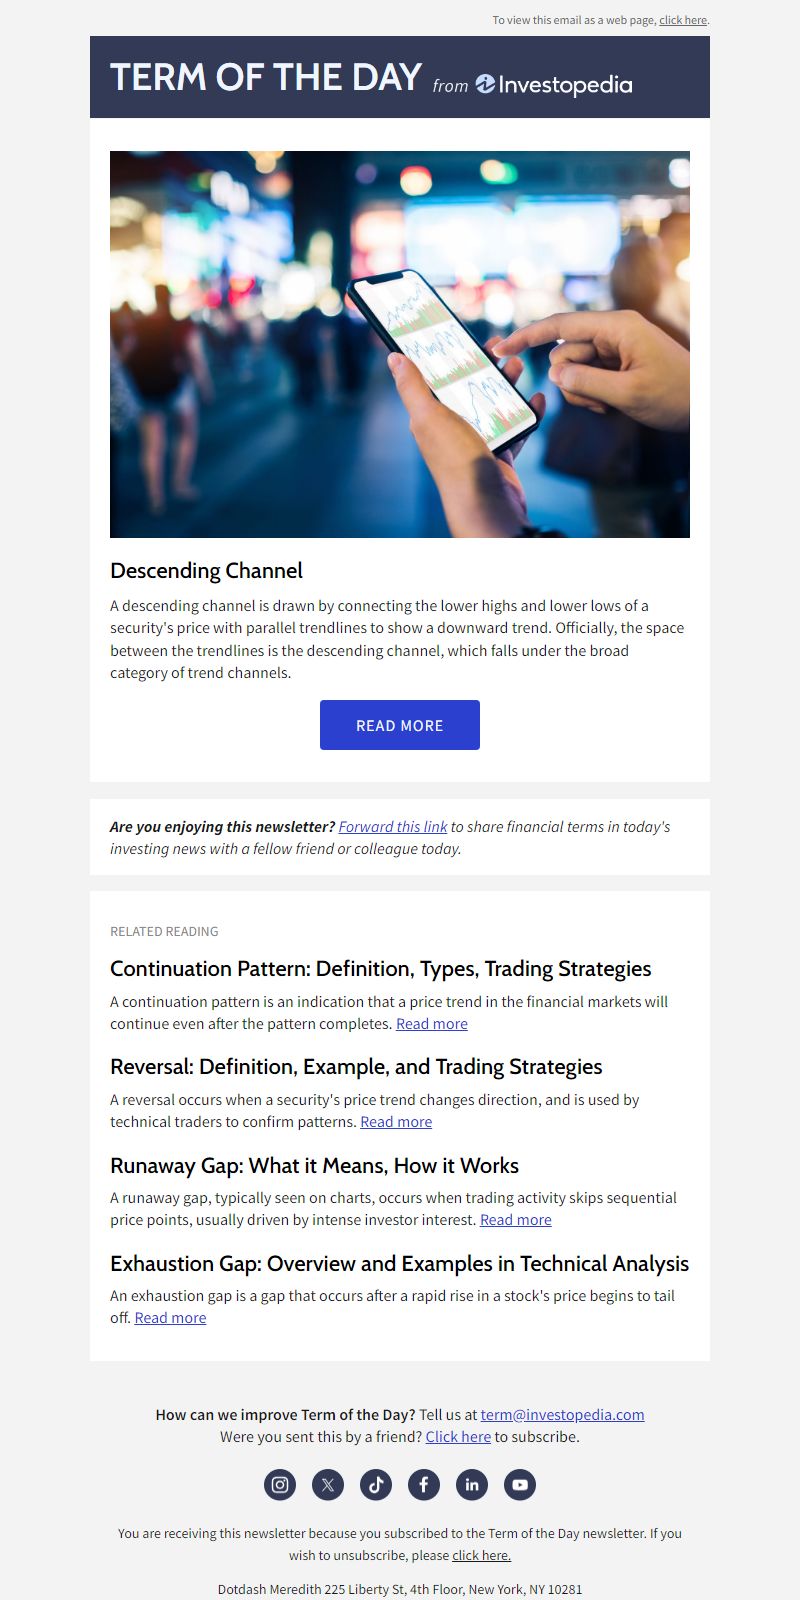 To view this email as a web page, click here.
TERM OF THE DAY from Investopedia
Descending Channel
A descending channel is drawn by connecting the lower highs and lower lows of a
security's price with parallel trendlines to show a downward trend. Officially, the space
between the trendlines is the descending channel, which falls under the broad
category of trend channels.
READ MORE
Are you enjoying this newsletter? Forward this link to share financial terms in today's
investing news with a fellow friend or colleague today.
RELATED READING
Continuation Pattern: Definition, Types, Trading Strategies
A continuation pattern is an indication that a price trend in the financial markets will
continue even after the pattern completes. Read more
Reversal: Definition, Example, and Trading Strategies
A reversal occurs when a security's price trend changes direction, and is used by
technical traders to confirm patterns. Read more
Runaway Gap: What it Means, How it Works
A runaway gap, typically seen on charts, occurs when trading activity skips sequential
price points, usually driven by intense investor interest. Read more
Exhaustion Gap: Overview and Examples in Technical Analysis
An exhaustion gap is a gap that occurs after a rapid rise in a stock's price begins to tail
off. Read more
How can we improve Term of the Day? Tell us at term@investopedia.com
Were you sent this by a friend? Click here to subscribe.
You are receiving this newsletter because you subscribed to the Term of the Day newsletter. If you
wish to unsubscribe, please click here.
Dotdash Meredith 225 Liberty St, 4th Floor, New York, NY 10281